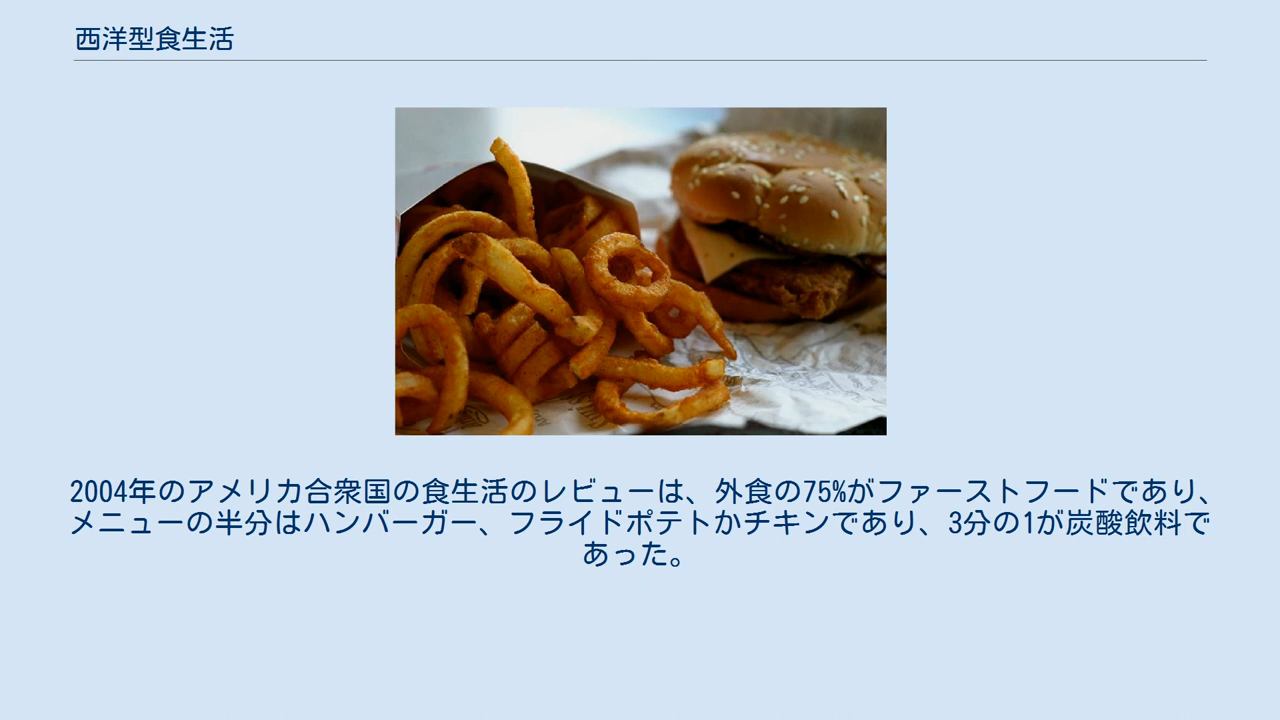 西洋型食生活
2004年のアメリカ合衆国の食生活のレビューは、外食の75%がファーストフードであり、
メニューの半分はハンバーガー、フライドポテトかチキンであり、3分の1が炭酸飲料で
あった。